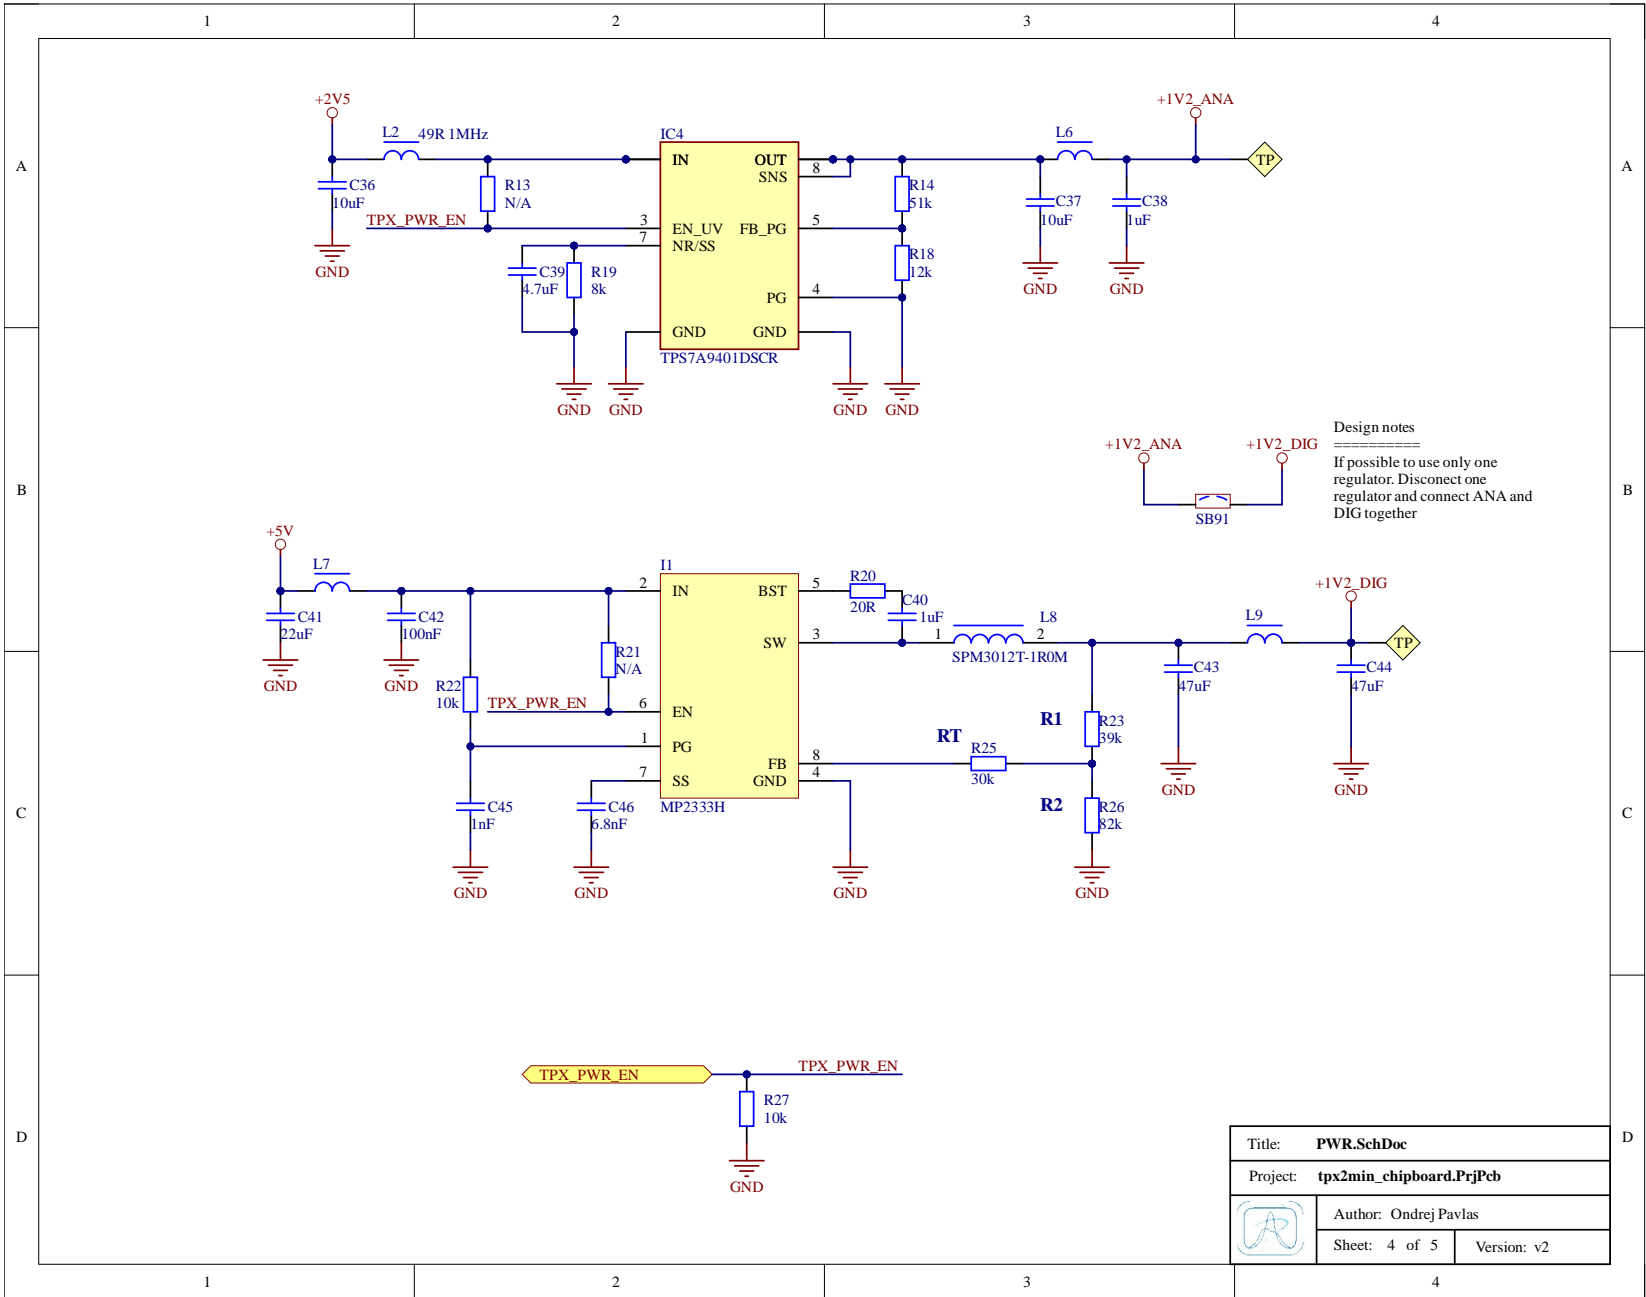 1 2 3 4
A A
B B
C C
D D
1 2 3 4
+2V5
L2 49R 1MHz
C36
10uF
GND
R13
N/A
TPX_PWR_EN
C39
4.7uF
R19
8k
GND
GND
IC4
IN OUT
8
SNS
3 EN_UV FB_PG 5
7 NR/SS
PG 4
GND GND
TPS7A9401DSCR
GND
GND
R14
51k
R18
12k
L6
C37
10uF
GND
C38
1uF
GND
+1V2_ANA
TP
+1V2_ANA
+1V2_DIG
SB91
Design notes
==========
If possible to use only one
regulator. Disconect one
regulator and connect ANA and
DIG together
+5V
L7
C41
22uF
GND
C42
100nF
GND
R22
10k
R21
N/A
TPX_PWR_EN
C45
1nF
GND
C46
6.8nF
GND
I1
2 IN BST 5
SW 3
6 EN
1 PG
FB 8
7 SS GND 4
MP2333H
GND
R20
20R
C40
1uF
1 L8 2
SPM3012T-1R0M
RT
R25
30k
R1
R23
39k
R2
R26
82k
GND
C43
47uF
GND
L9
+1V2_DIG
TP
C44
47uF
GND
TPX_PWR_EN
TPX_PWR_EN
R27
10k
GND
Title: PWR.SchDoc
Project: tpx2min_chipboard.PrjPcb
Author: Ondrej Pavlas
Sheet: 4 of 5 Version: v2